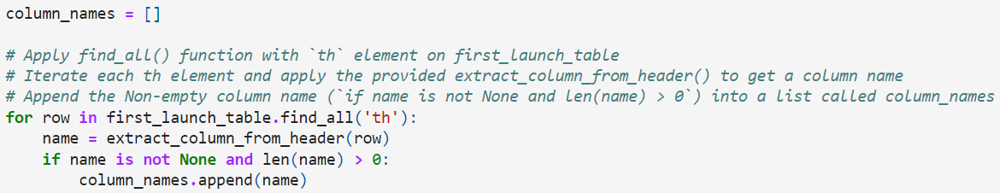 column_names = []
# Apply find_all() function with `th` element on first_launch_table
# Iterate each th element and apply the provided extract_column_from_header() to get a column name
# Append the Non-empty column name (`if name is not None and len(name) > 0`) into a list called column_names
for row in first_launch_table.find_all('th'):
    name = extract_column_from_header(row)
    if name is not None and len(name) > 0:
        column_names.append(name)